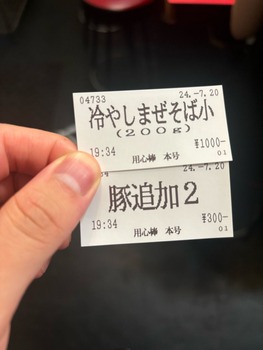 04733 24.-7.20
冷やしまぜそば小
(200g)
19:34 ¥1000-
用心棒 本号 01
24.-7.20
豚追加2
19:34 ¥300-
用心棒 本号 01